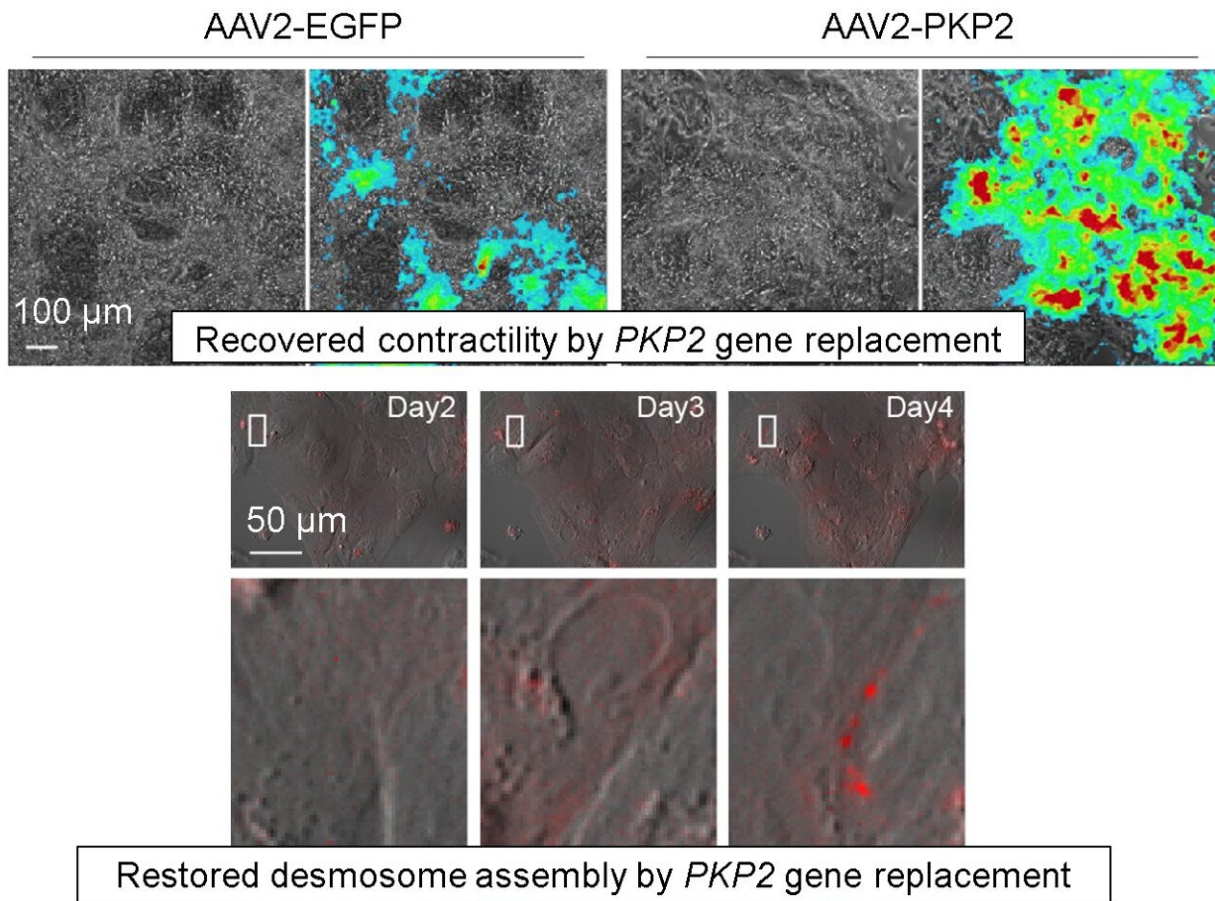 AAV2-EGFP
AAV2-PKP2
100 µm
Recovered contractility by PKP2 gene replacement
Day2
Day3
Day4
50 µm
Restored desmosome assembly by PKP2 gene replacement